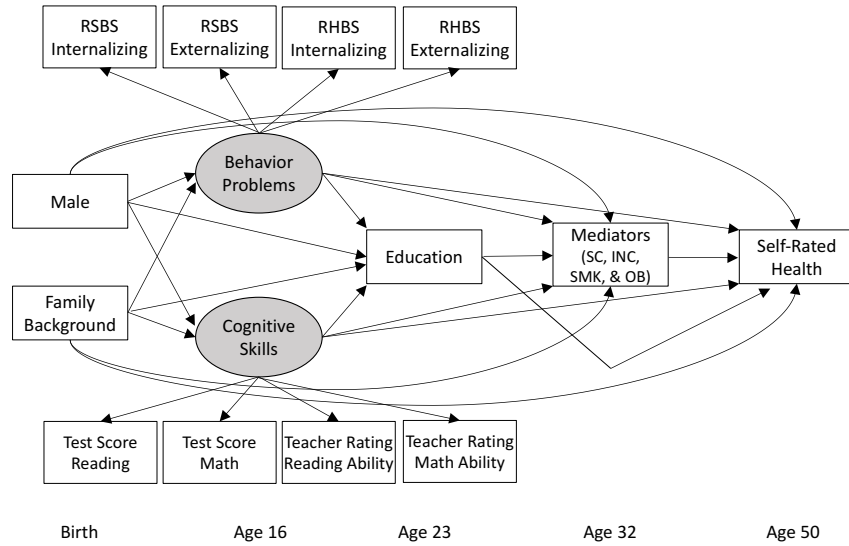 RSBS
Internalizing
RSBS
Externalizing
RHBS
Internalizing
RHBS
Externalizing
Behavior
Problems
Male
Education
Mediators
(SC, INC,
SMK, & OB)
Self-Rated
Health
Family
Background
Cognitive
Skills
Test Score
Reading
Test Score
Math
Teacher Rating
Reading Ability
Teacher Rating
Math Ability
Birth
Age 16
Age 23
Age 32
Age 50